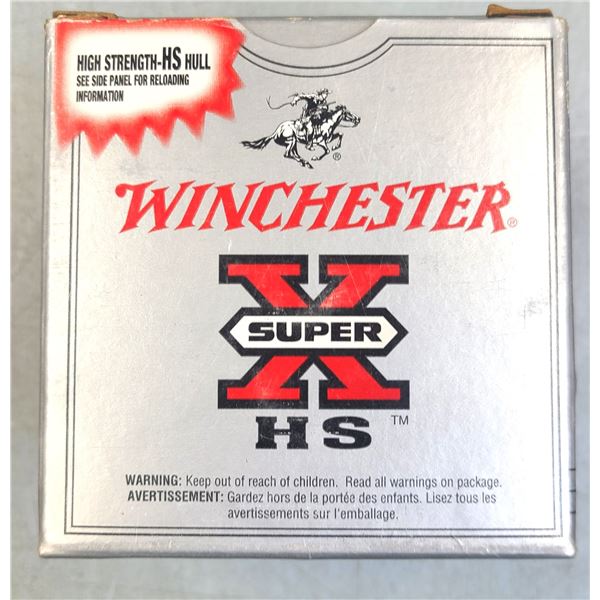 HIGH STRENGTH-HS HULL
SEE SIDE PANEL FOR RELOADING
INFORMATION
®
WINCHESTER®
X
SUPER
HS™
WARNING: Keep out of reach of children. Read all warnings on package.
AVERTISSEMENT: Gardez hors de la portée des enfants. Lisez tous les
avertissements sur l'emballage.